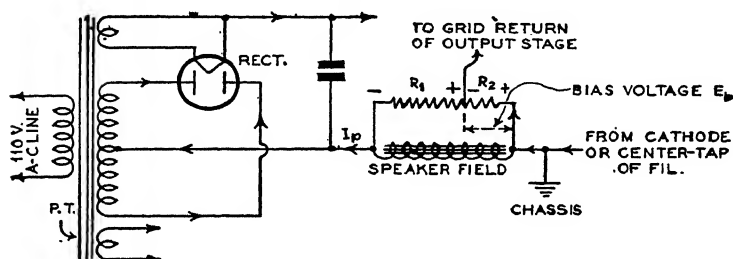 TO GRID RETURN
OF OUTPUT STAGE
RECT.
- R1 + - R2 +
BIAS VOLTAGE Eb
110 V.
A-C LINE
Ip
FROM CATHODE
OR CENTER-TAP
OF FIL.
SPEAKER FIELD
CHASSIS
P.T.